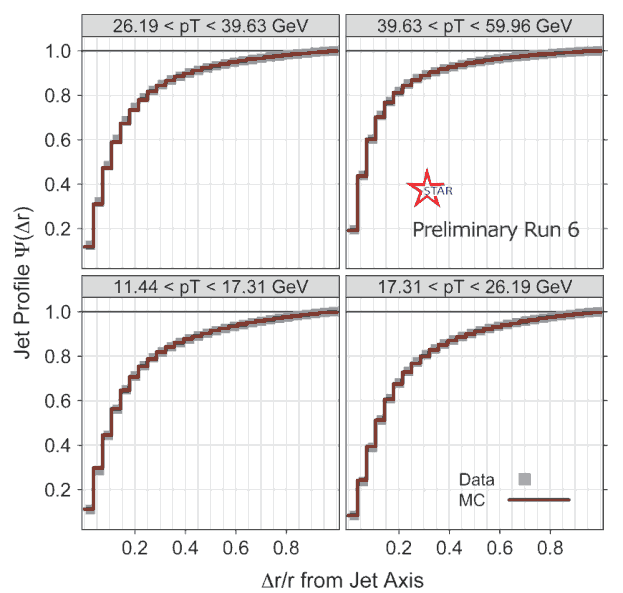 26.19 < pT < 39.63 GeV
39.63 < pT < 59.96 GeV
1.0
0.8
0.6
0.4
0.2
STAR
Preliminary Run 6
Jet Profile Ψ(Δr)
11.44 < pT < 17.31 GeV
17.31 < pT < 26.19 GeV
1.0
0.8
0.6
0.4
0.2
Data
MC
0.2 0.4 0.6 0.8
0.2 0.4 0.6 0.8
Δr/r from Jet Axis